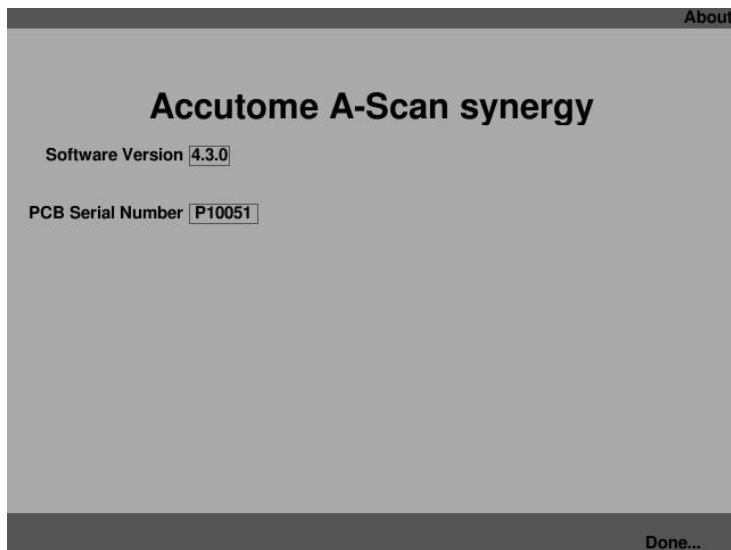 About
Accutome A-Scan synergy
Software Version 4.3.0
PCB Serial Number P10051
Done...